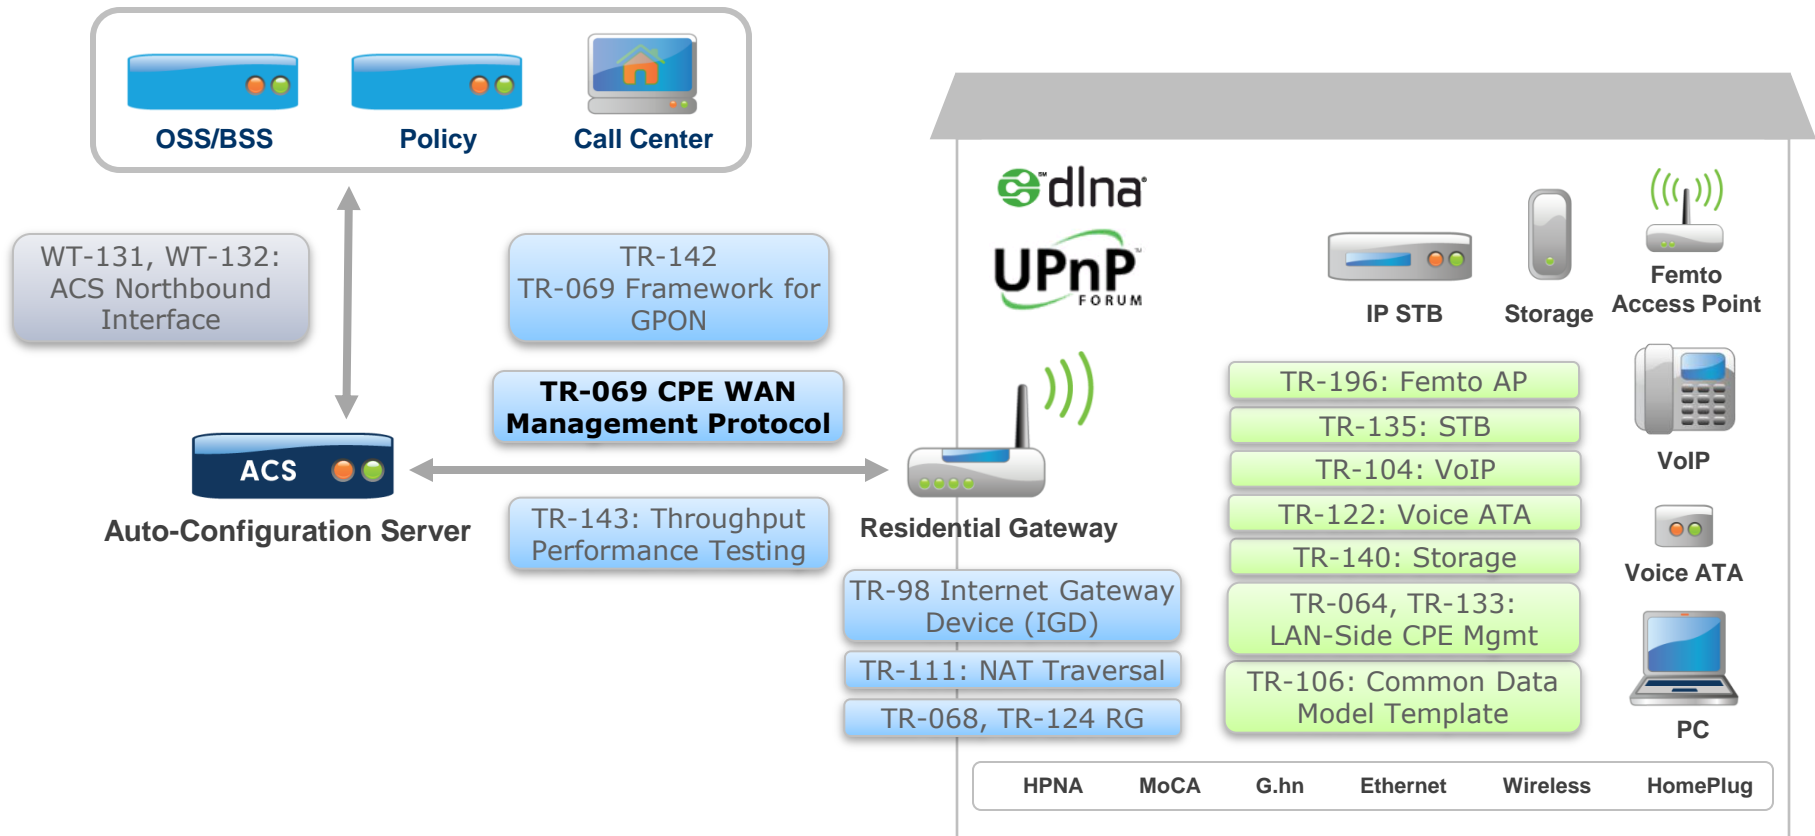 OSS/BSS
Policy
Call Center
WT-131, WT-132:
ACS Northbound
Interface
TR-142
TR-069 Framework for
GPON
TR-069 CPE WAN
Management Protocol
ACS
Auto-Configuration Server
TR-143: Throughput
Performance Testing
Residential Gateway
TR-98 Internet Gateway
Device (IGD)
TR-111: NAT Traversal
TR-068, TR-124 RG
SM dlna®
UPnP™
FORUM
IP STB
Storage
Femto
Access Point
TR-196: Femto AP
TR-135: STB
TR-104: VoIP
TR-122: Voice ATA
TR-140: Storage
TR-064, TR-133:
LAN-Side CPE Mgmt
TR-106: Common Data
Model Template
VoIP
Voice ATA
PC
HPNA MoCA G.hn Ethernet Wireless HomePlug